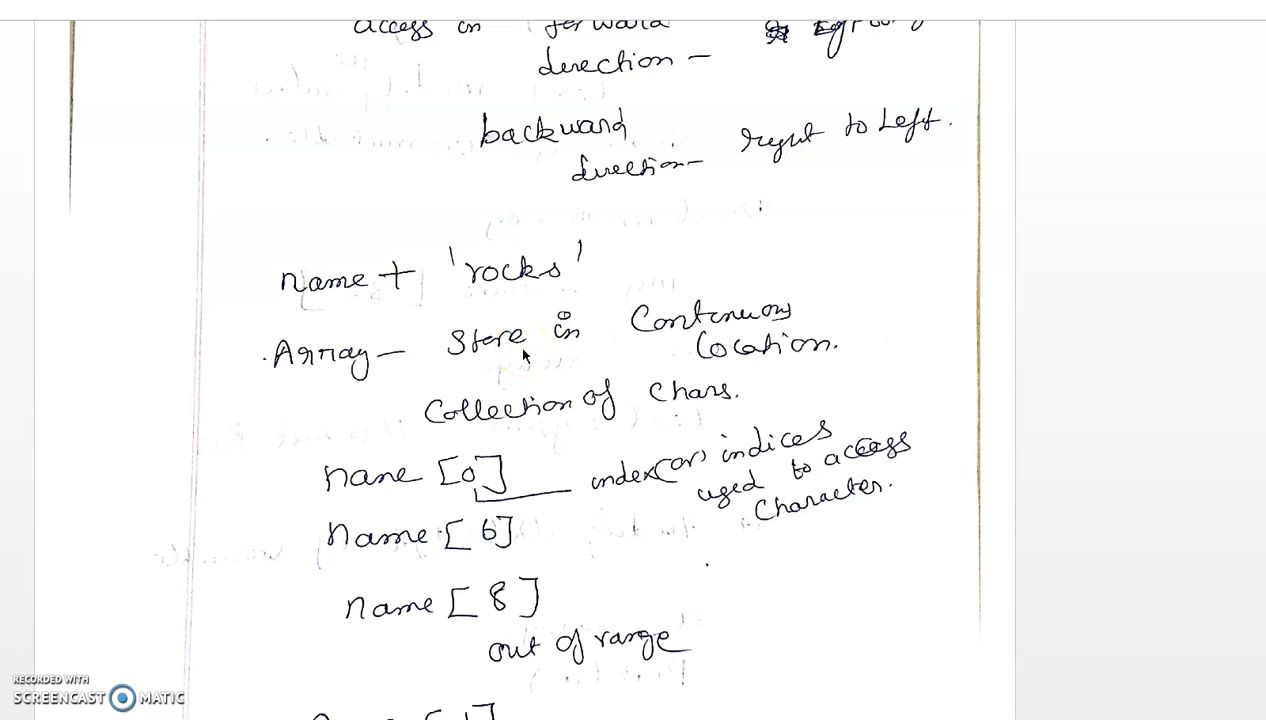 access in forward
direction -
backward right to Left.
direction -
name + 'rocks'
Array - Store in Continuous
Location.
Collection of chars.
name [0] index(or) indices
used to access
character.
name [6]
name [8]
out of range
RECORDED WITH
SCREENCAST MATIC